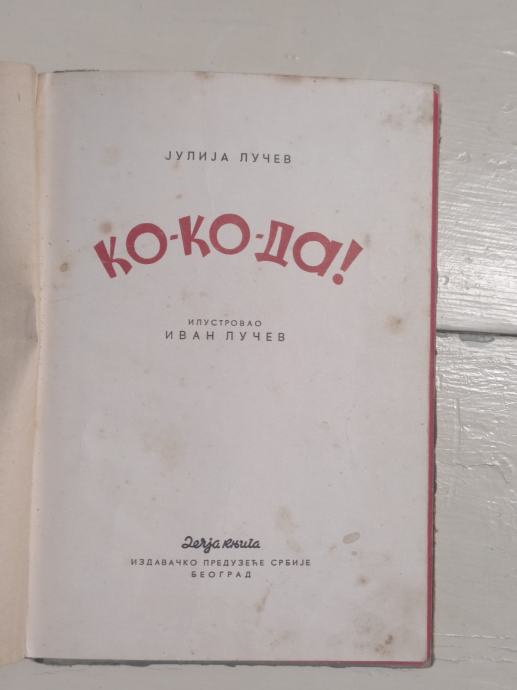 ЈУЛИЈА ЛУЧЕВ
КО-КО-ДА!
ИЛУСТРОВАО
ИВАН ЛУЧЕВ
Дечја књига
ИЗДАВАЧКО ПРЕДУЗЕЋЕ СРБИЈЕ
БЕОГРАД